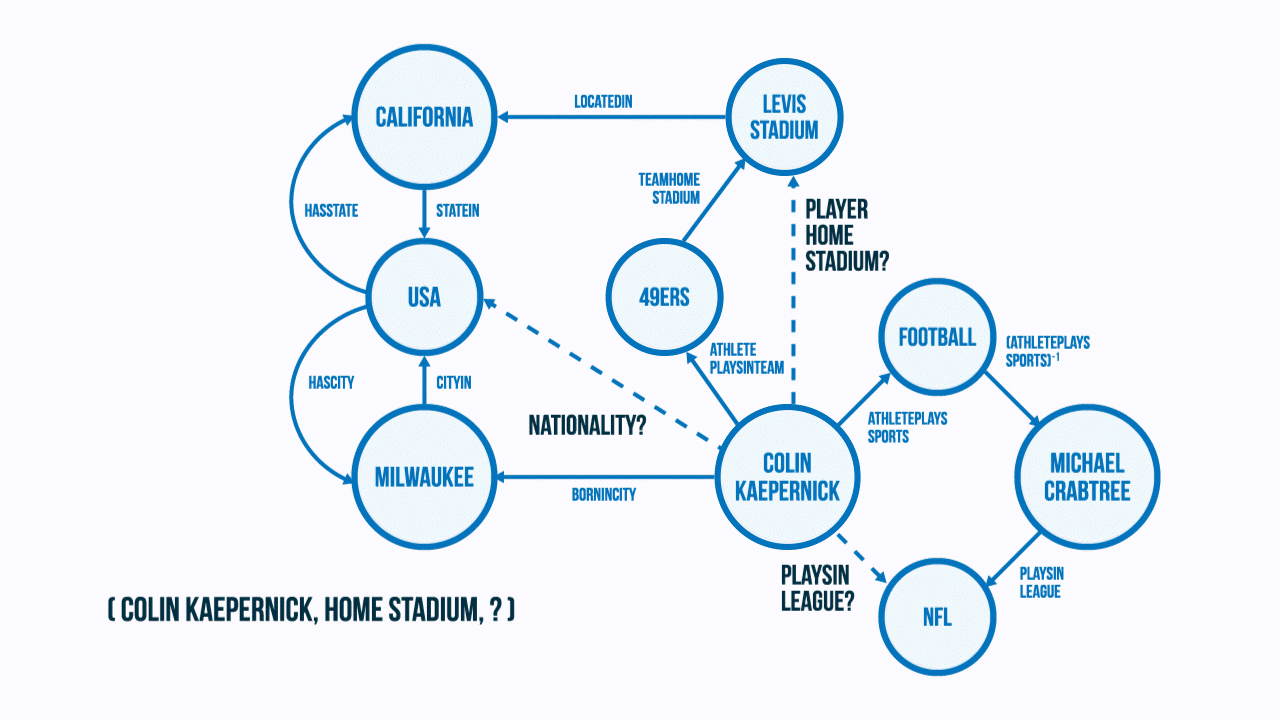 CALIFORNIA
LOCATEDIN
LEVIS
STADIUM
TEAMHOME
STADIUM
HASSTATE
STATEIN
PLAYER
HOME
STADIUM?
USA
49ERS
FOOTBALL
(ATHLETEPLAYS
SPORTS)-1
ATHLETE
PLAYSINTEAM
HASCITY
CITYIN
NATIONALITY?
ATHLETEPLAYS
SPORTS
MILWAUKEE
BORNINCITY
COLIN
KAEPERNICK
MICHAEL
CRABTREE
PLAYSIN
LEAGUE?
PLAYSIN
LEAGUE
NFL
( COLIN KAEPERNICK, HOME STADIUM, ? )